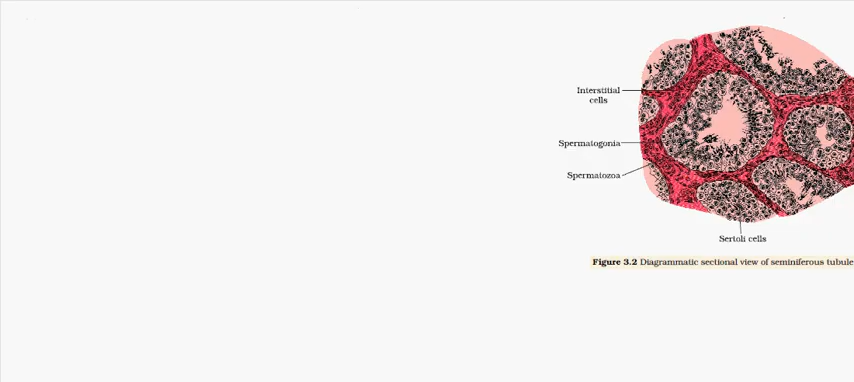 Interstitial
cells
Spermatogonia
Spermatozoa
Sertoli cells
Figure 3.2 Diagrammatic sectional view of seminiferous tubule